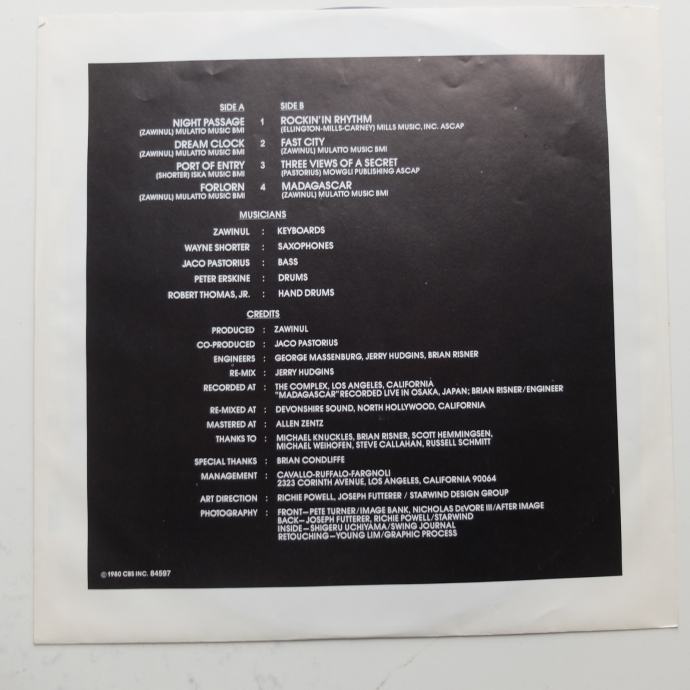 SIDE A SIDE B
NIGHT PASSAGE 1 ROCKIN' IN RHYTHM
(ZAWINUL) MULATTO MUSIC BMI (ELLINGTON-MILLS-CARNEY) MILLS MUSIC, INC. ASCAP
DREAM CLOCK 2 FAST CITY
(ZAWINUL) MULATTO MUSIC BMI (ZAWINUL) MULATTO MUSIC BMI
PORT OF ENTRY 3 THREE VIEWS OF A SECRET
(SHORTER) ISKA MUSIC BMI (PASTORIUS) MOWGLI PUBLISHING ASCAP
FORLORN 4 MADAGASCAR
(ZAWINUL) MULATTO MUSIC BMI (ZAWINUL) MULATTO MUSIC BMI
MUSICIANS
ZAWINUL : KEYBOARDS
WAYNE SHORTER : SAXOPHONES
JACO PASTORIUS : BASS
PETER ERSKINE : DRUMS
ROBERT THOMAS, JR. : HAND DRUMS
CREDITS
PRODUCED : ZAWINUL
CO-PRODUCED : JACO PASTORIUS
ENGINEERS : GEORGE MASSENBURG, JERRY HUDGINS, BRIAN RISNER
RE-MIX : JERRY HUDGINS
RECORDED AT : THE COMPLEX, LOS ANGELES, CALIFORNIA
"MADAGASCAR" RECORDED LIVE IN OSAKA, JAPAN; BRIAN RISNER/ENGINEER
RE-MIXED AT : DEVONSHIRE SOUND, NORTH HOLLYWOOD, CALIFORNIA
MASTERED AT : ALLEN ZENTZ
THANKS TO : MICHAEL KNUCKLES, BRIAN RISNER, SCOTT HEMMINGSEN,
MICHAEL WEIHOFEN, STEVE CALLAHAN, RUSSELL SCHMITT
SPECIAL THANKS : BRIAN CONDLIFFE
MANAGEMENT : CAVALLO-RUFFALO-FARGNOLI
2323 CORINTH AVENUE, LOS ANGELES, CALIFORNIA 90064
ART DIRECTION : RICHIE POWELL, JOSEPH FUTTERER / STARWIND DESIGN GROUP
PHOTOGRAPHY : FRONT—PETE TURNER/IMAGE BANK, NICHOLAS DeVORE III/AFTER IMAGE
BACK—JOSEPH FUTTERER, RICHIE POWELL/STARWIND
INSIDE—SHIGERU UCHIYAMA/SWING JOURNAL
RETOUCHING—YOUNG LIM/GRAPHIC PROCESS
© 1980 CBS INC. 84597